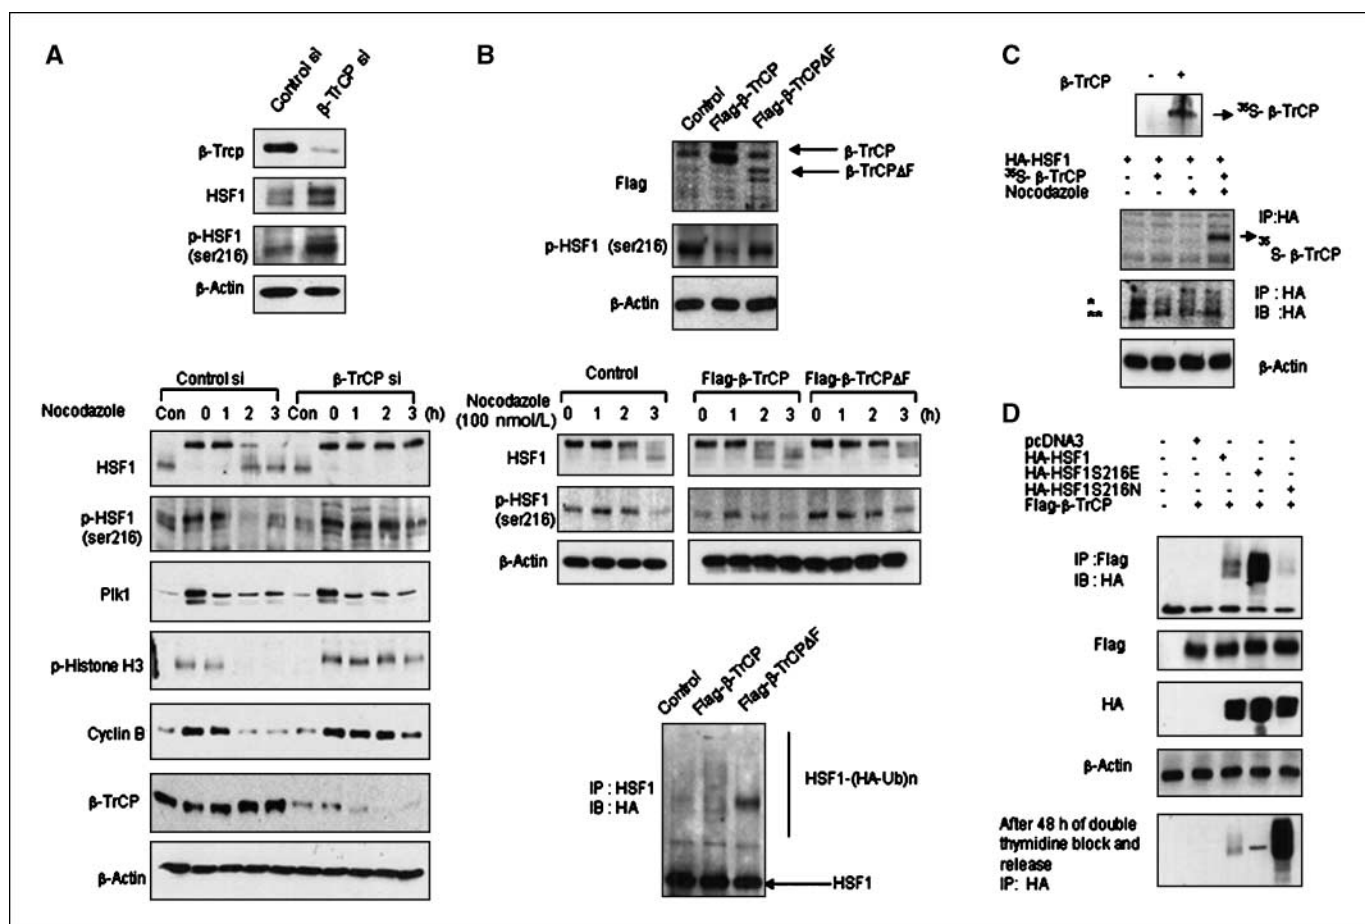 A
Control si
β-TrCP si
β-Trcp
HSF1
p-HSF1
(ser216)
β-Actin
Control si
β-TrCP si
Nocodazole
Con 0 1 2 3 Con 0 1 2 3 (h)
HSF1
p-HSF1
(ser216)
Plk1
p-Histone H3
Cyclin B
β-TrCP
β-Actin
B
Control
Flag-β-TrCP
Flag-β-TrCPΔF
β-TrCP
β-TrCPΔF
Flag
p-HSF1 (ser216)
β-Actin
Control
Flag-β-TrCP
Flag-β-TrCPΔF
Nocodazole
(100 nmol/L)
0 1 2 3 0 1 2 3 0 1 2 3
HSF1
p-HSF1
(ser216)
β-Actin
Control
Flag-β-TrCP
Flag-β-TrCPΔF
IP : HSF1
IB : HA
HSF1-(HA-Ub)n
HSF1
C
β-TrCP - +
35S- β-TrCP
HA-HSF1 + + + +
35S- β-TrCP - + - +
Nocodazole - - + +
IP:HA
35
S- β-TrCP
*
**
IP : HA
IB :HA
β-Actin
D
pcDNA3 - + - - -
HA-HSF1 - - + - -
HA-HSF1S216E - - - + -
HA-HSF1S216N - - - - +
Flag-β-TrCP - + + + +
IP :Flag
IB : HA
Flag
HA
β-Actin
After 48 h of double
thymidine block and
release
IP: HA